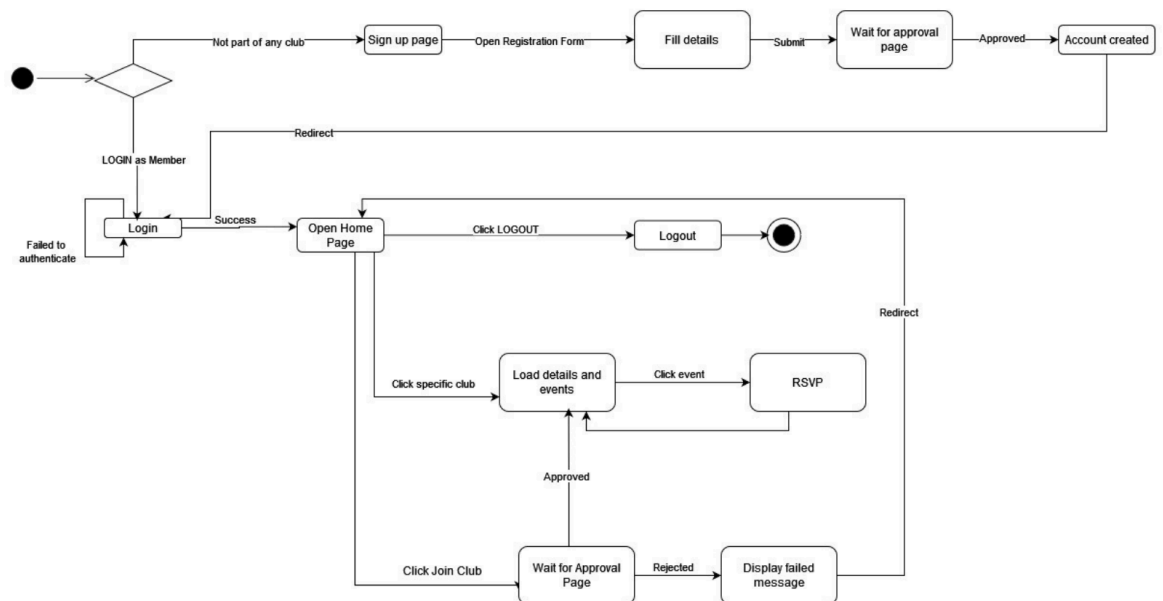 Not part of any club
Sign up page
Open Registration Form
Fill details
Submit
Wait for approval
page
Approved
Account created
Redirect
LOGIN as Member
Login
Success
Failed to
authenticate
Open Home
Page
Click LOGOUT
Logout
Redirect
Click specific club
Load details and
events
Click event
RSVP
Approved
Click Join Club
Wait for Approval
Page
Rejected
Display failed
message